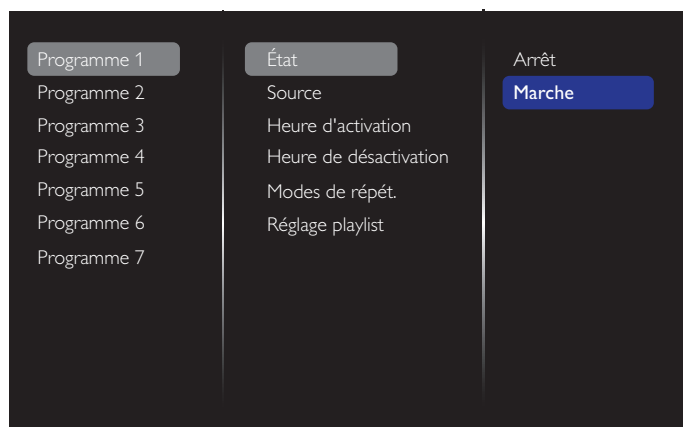 Programme 1
Programme 2
Programme 3
Programme 4
Programme 5
Programme 6
Programme 7
État
Source
Heure d'activation
Heure de désactivation
Modes de répét.
Réglage playlist
Arrêt
Marche